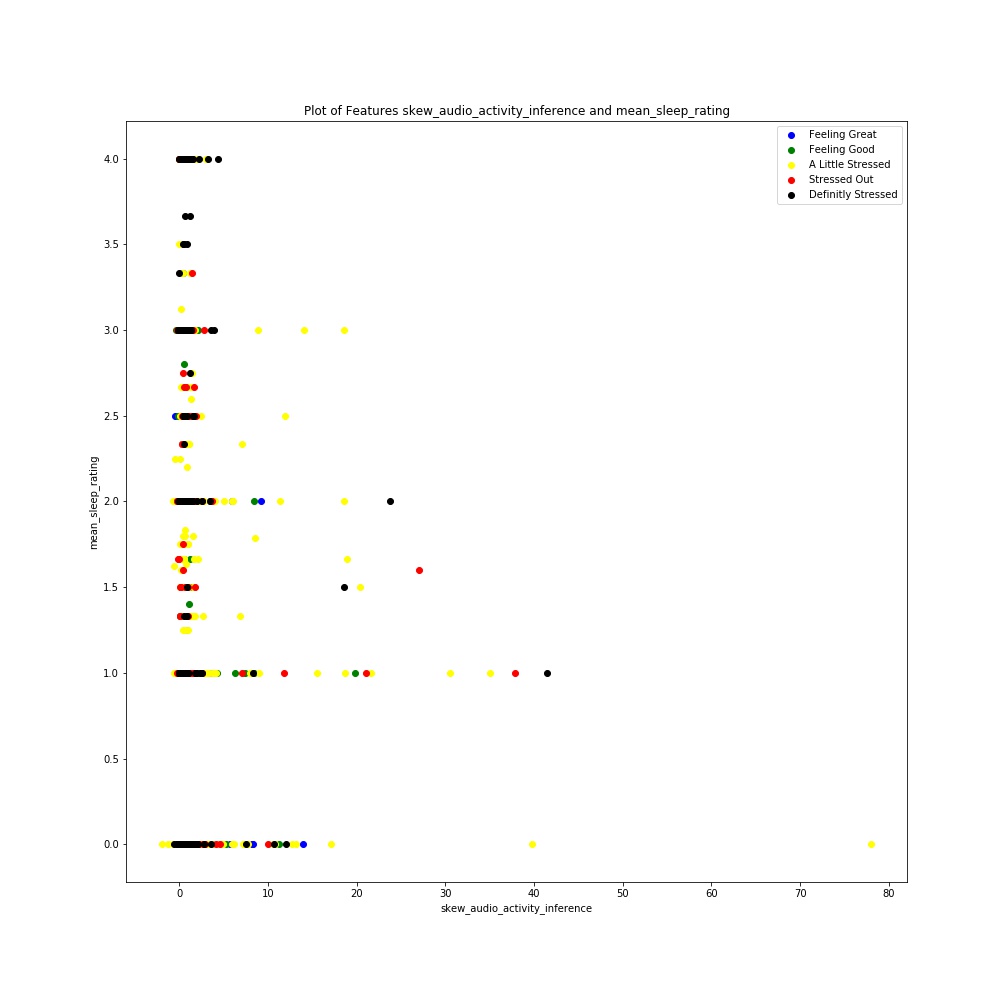 Plot of Features skew_audio_activity_inference and mean_sleep_rating
Feeling Great
Feeling Good
A Little Stressed
Stressed Out
Definitly Stressed
4.0
3.5
3.0
2.5
2.0
1.5
1.0
0.5
0.0
mean_sleep_rating
0 10 20 30 40 50 60 70 80
skew_audio_activity_inference